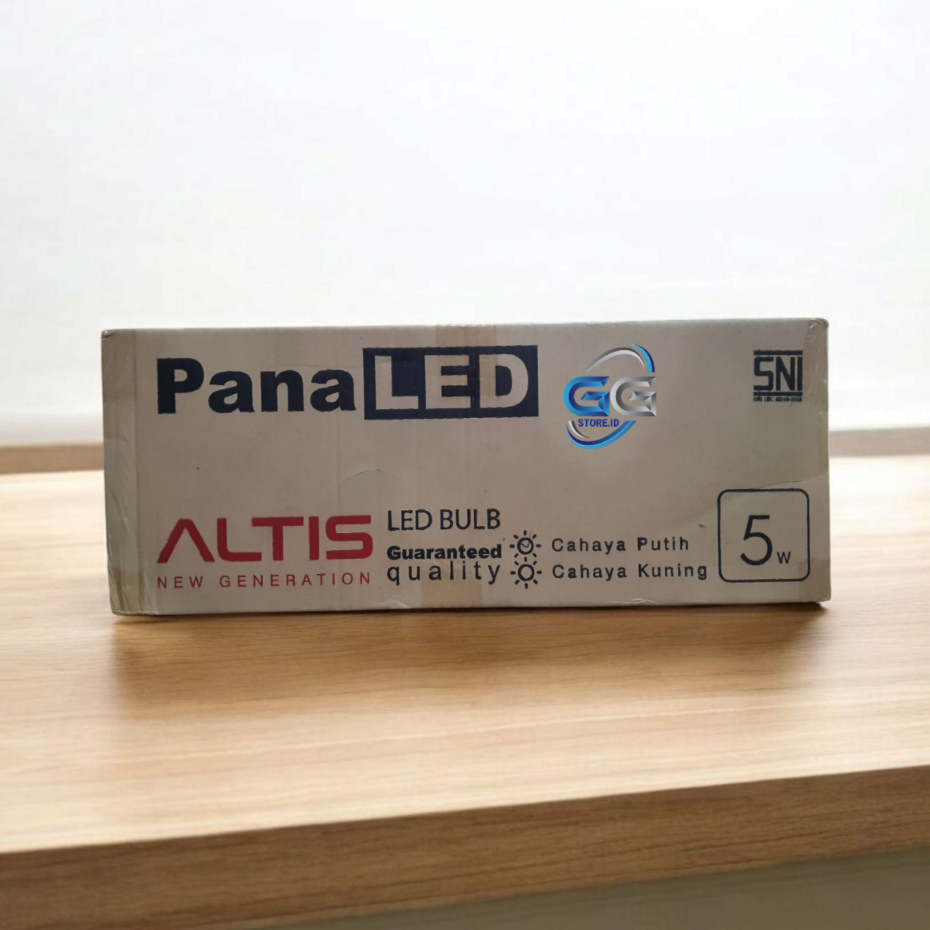 PanaLED
GG
STORE.ID
SNI
ALTIS
NEW GENERATION
LED BULB
Guaranteed
quality
Cahaya Putih
Cahaya Kuning
5W